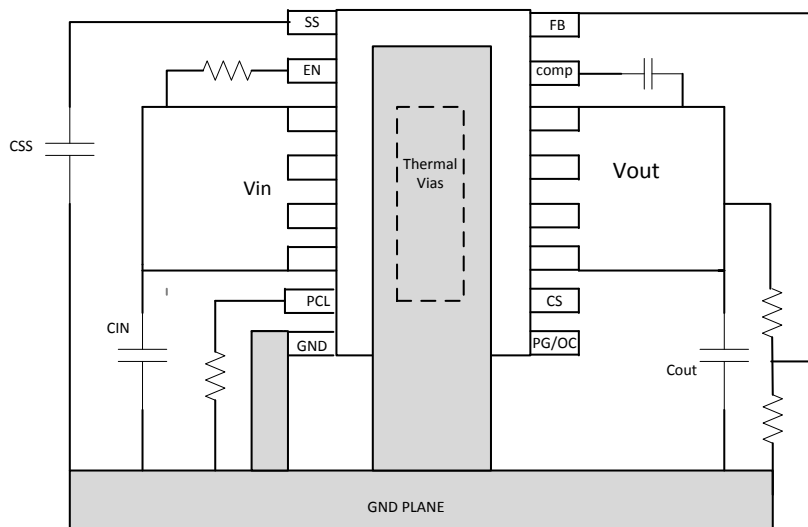 SS
FB
EN
comp
CSS
Thermal
Vias
Vin
Vout
PCL
CS
CIN
GND
PG/OC
Cout
GND PLANE